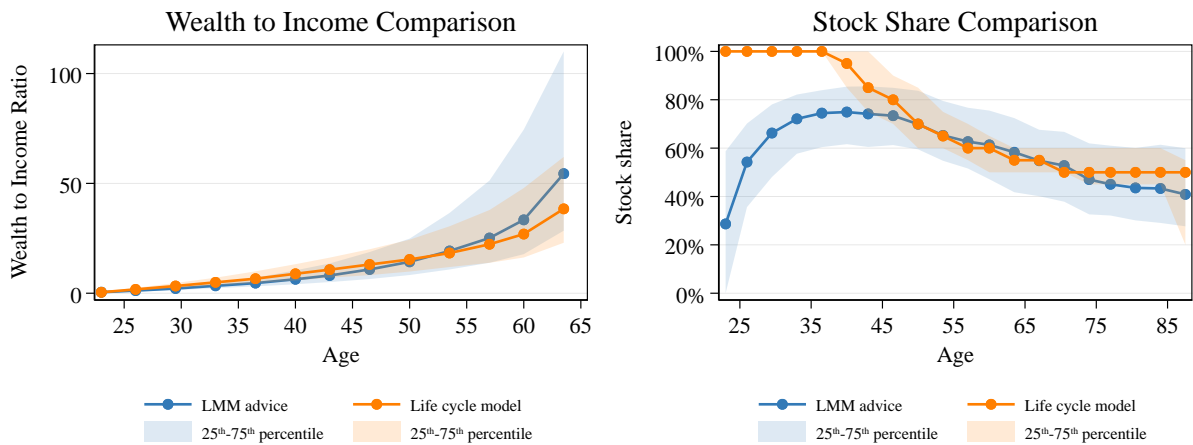 Wealth to Income Comparison
Wealth to Income Ratio
100
50
0
25 30 35 40 45 50 55 60 65
Age
LMM advice Life cycle model
25th-75th percentile 25th-75th percentile
Stock Share Comparison
Stock share
100%
80%
60%
40%
20%
0%
25 35 45 55 65 75 85
Age
LMM advice Life cycle model
25th-75th percentile 25th-75th percentile